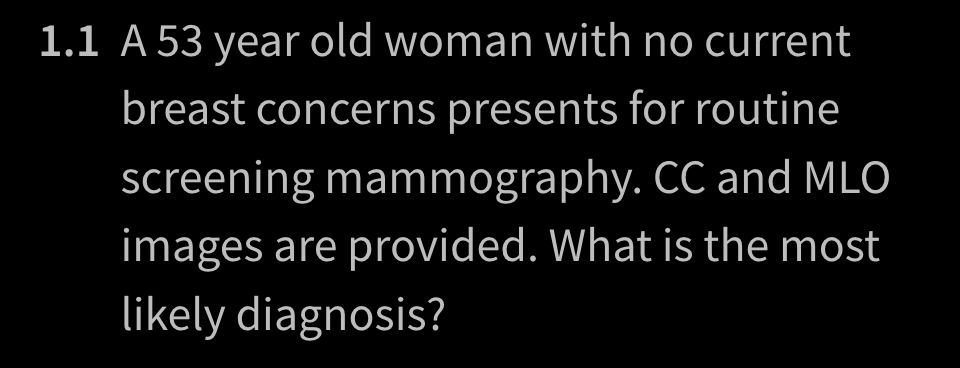 1.1 A 53 year old woman with no current
breast concerns presents for routine
screening mammography. CC and MLO
images are provided. What is the most
likely diagnosis?